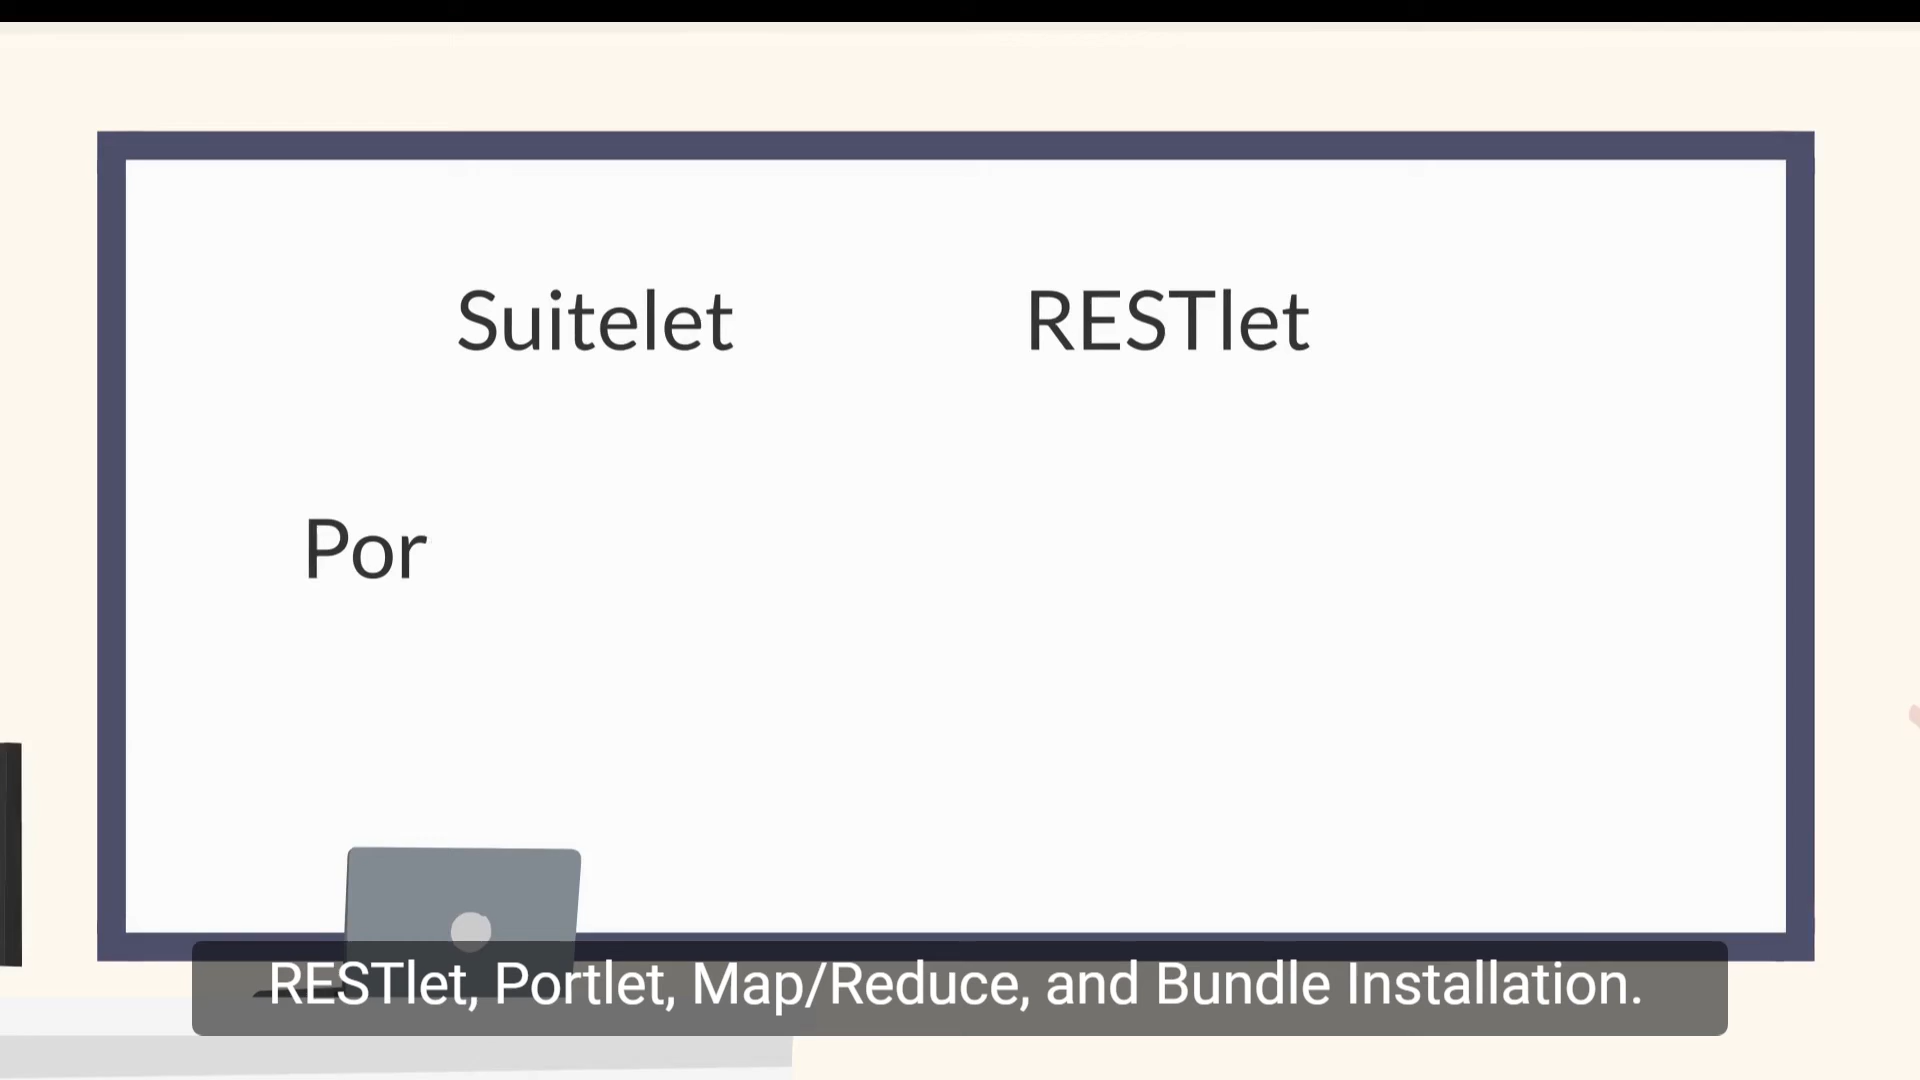 Suitelet RESTlet
Por
RESTlet, Portlet, Map/Reduce, and Bundle Installation.